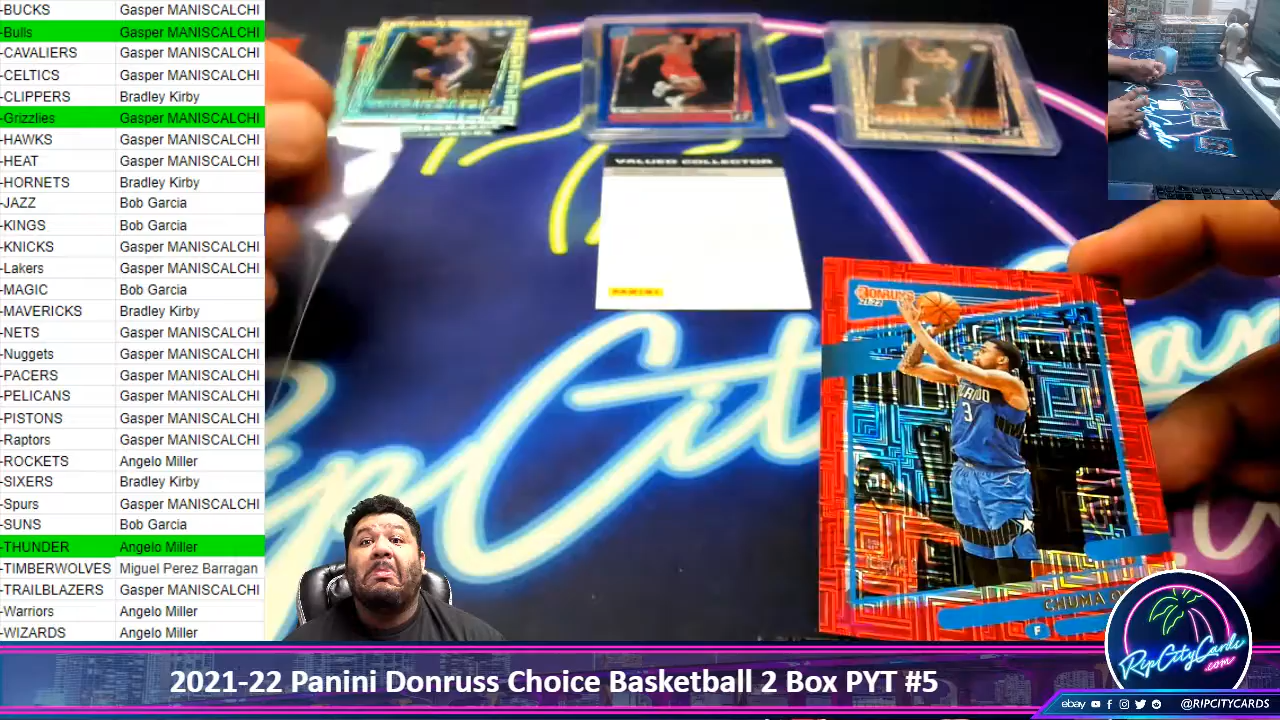 -BUCKS Gasper MANISCALCHI
-Bulls Gasper MANISCALCHI
-CAVALIERS Gasper MANISCALCHI
-CELTICS Gasper MANISCALCHI
-CLIPPERS Bradley Kirby
-Grizzlies Gasper MANISCALCHI
-HAWKS Gasper MANISCALCHI
-HEAT Gasper MANISCALCHI
-HORNETS Bradley Kirby
-JAZZ Bob Garcia
-KINGS Bob Garcia
-KNICKS Gasper MANISCALCHI
-Lakers Gasper MANISCALCHI
-MAGIC Bob Garcia
-MAVERICKS Bradley Kirby
-NETS Gasper MANISCALCHI
-Nuggets Gasper MANISCALCHI
-PACERS Gasper MANISCALCHI
-PELICANS Gasper MANISCALCHI
-PISTONS Gasper MANISCALCHI
-Raptors Gasper MANISCALCHI
-ROCKETS Angelo Miller
-SIXERS Bradley Kirby
-Spurs Gasper MANISCALCHI
-SUNS Bob Garcia
-THUNDER Angelo Miller
-TIMBERWOLVES Miguel Perez Barragan
-TRAILBLAZERS Gasper MANISCALCHI
-Warriors Angelo Miller
-WIZARDS Angelo Miller
VALUED COLLECTOR
PANINI
DONRUSS
21-22
3
CHUMA
F
City
RipCityCards
.com
2021-22 Panini Donruss Choice Basketball 2 Box PYT #5
ebay @RIPCITYCARDS